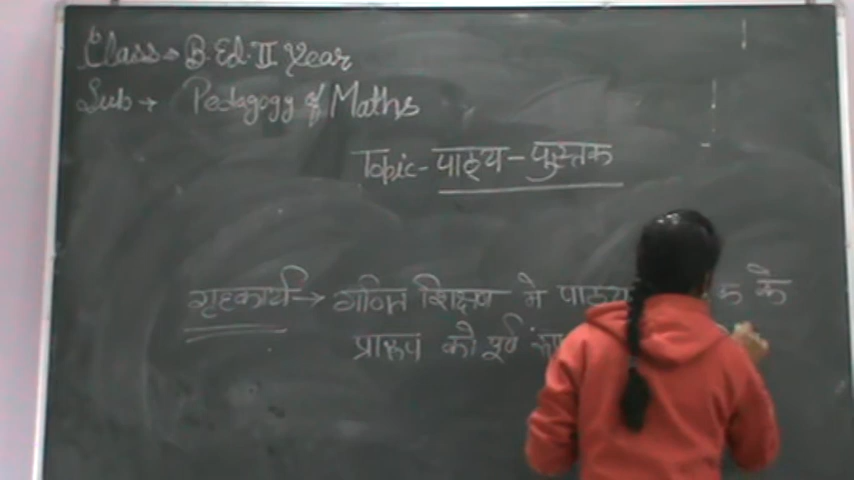 Class → B.Ed. II Year
Sub → Pedagogy of Maths
Topic - पाठ्य - पुस्तक
गृहकार्य → गणित शिक्षण मे पाठ्य के
प्रारूप को पूर्ण